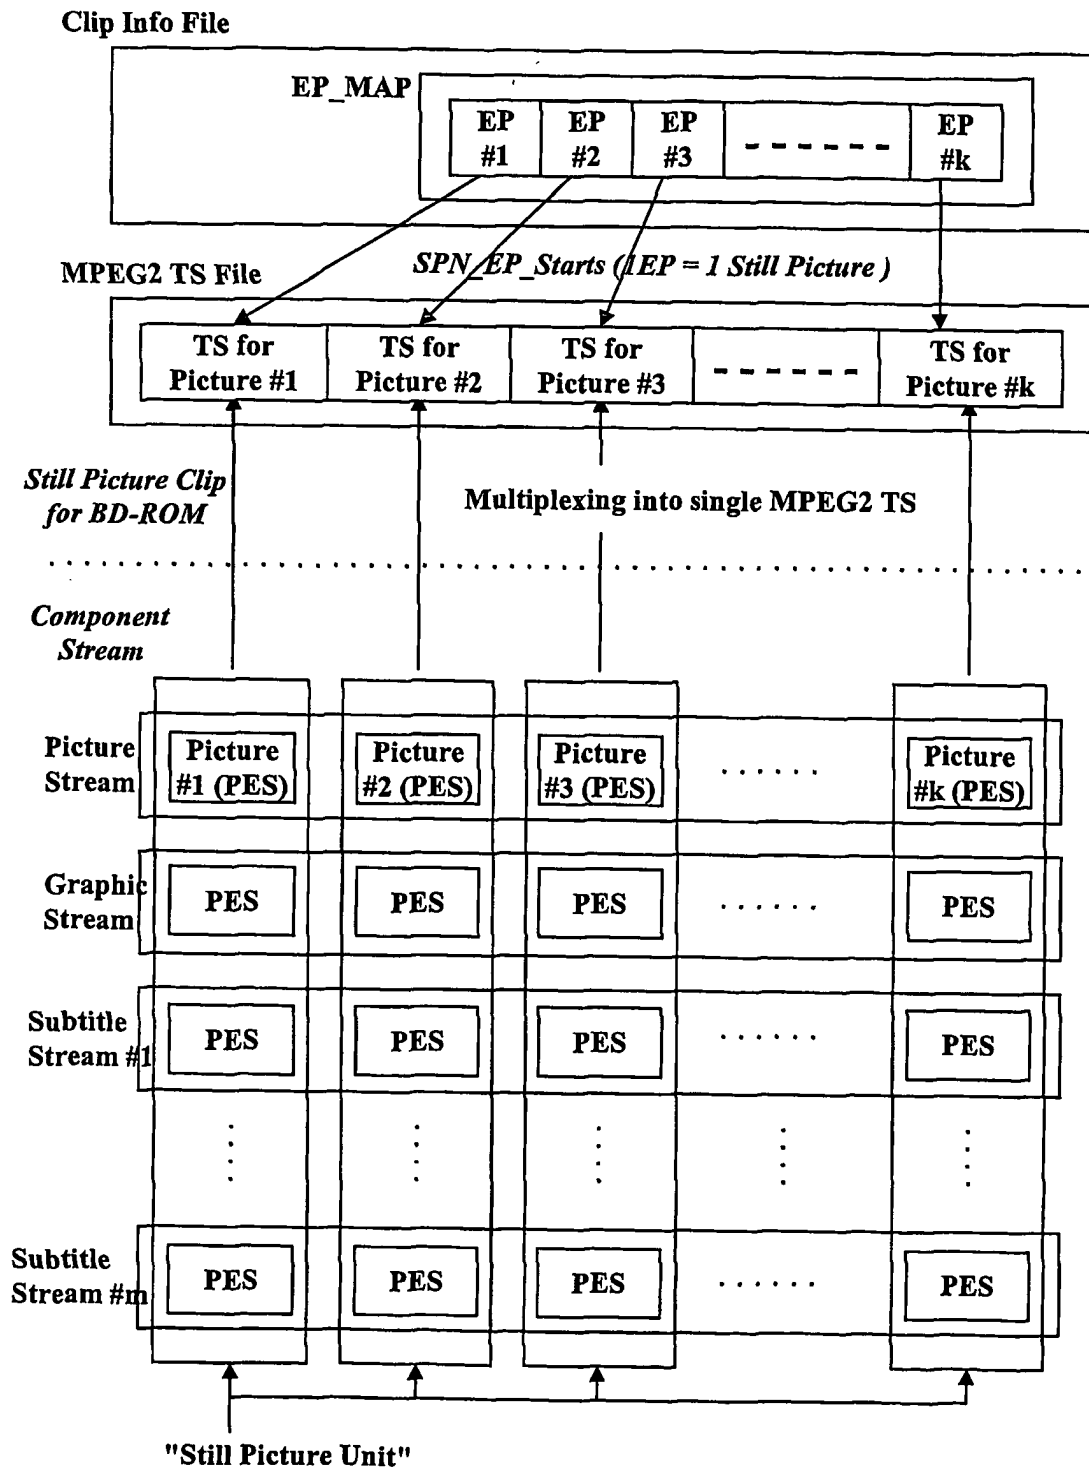 Clip Info File
EP_MAP
EP #1
EP #2
EP #3
EP #k
SPN_EP_Starts (1EP = 1 Still Picture )
MPEG2 TS File
TS for Picture #1
TS for Picture #2
TS for Picture #3
TS for Picture #k
Still Picture Clip
for BD-ROM
Multiplexing into single MPEG2 TS
Component
Stream
Picture
Stream
Picture #1 (PES)
Picture #2 (PES)
Picture #3 (PES)
Picture #k (PES)
Graphic
Stream
PES
PES
PES
PES
Subtitle
Stream #1
PES
PES
PES
PES
Subtitle
Stream #m
PES
PES
PES
PES
"Still Picture Unit"